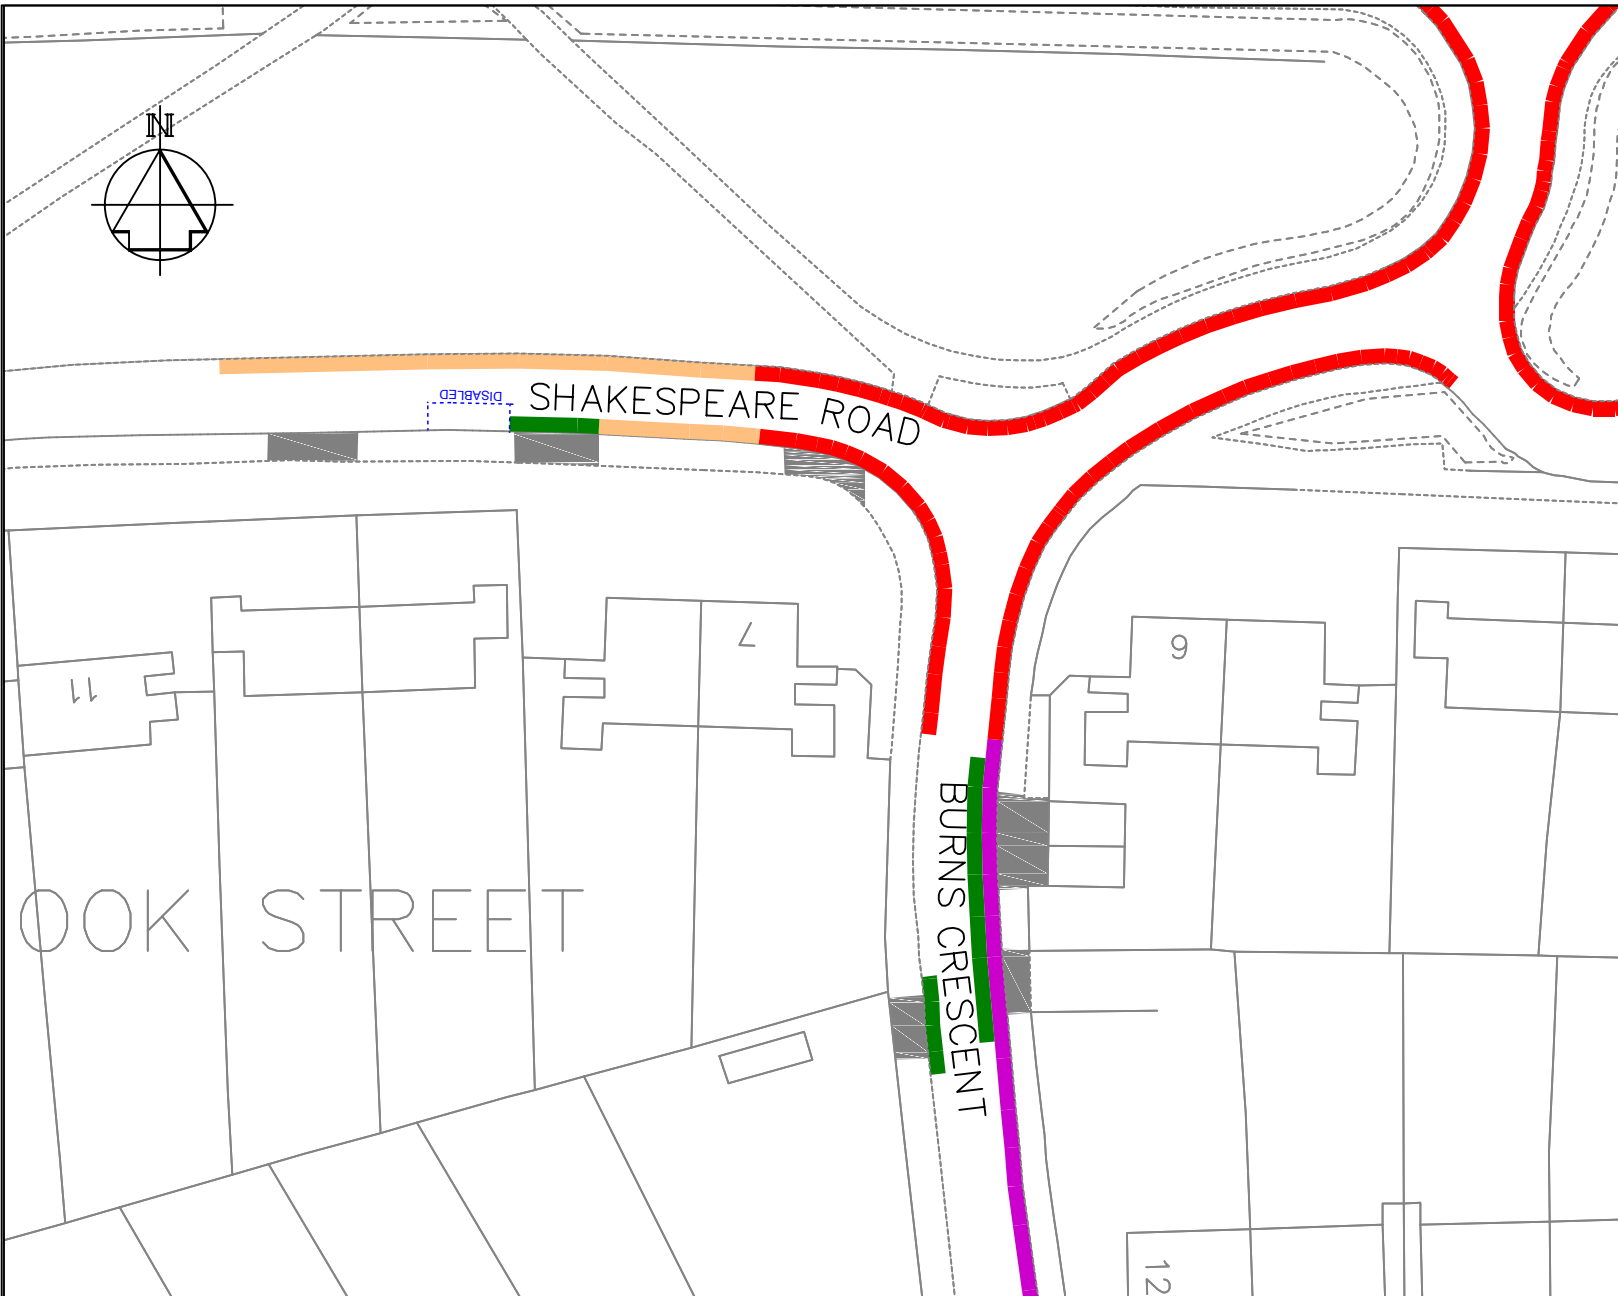 N
DISABLED
SHAKESPEARE ROAD
7
9
11
BURNS CRESCENT
OOK STREET
12